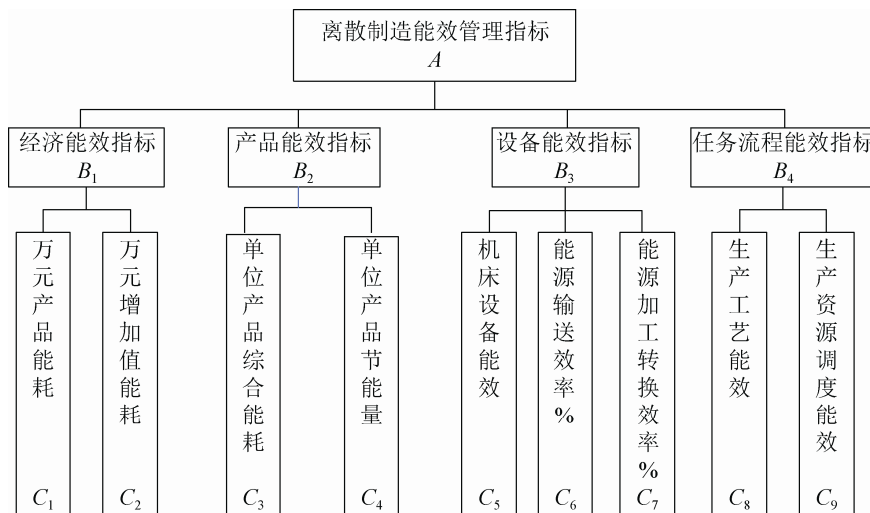 离散制造能效管理指标
A
经济能效指标
B1
产品能效指标
B2
设备能效指标
B3
任务流程能效指标
B4
万元产品能耗
C1
万元增加值能耗
C2
单位产品综合能耗
C3
单位产品节能量
C4
机床设备能效
C5
能源输送效率%
C6
能源加工转换效率%
C7
生产工艺能效
C8
生产资源调度能效
C9